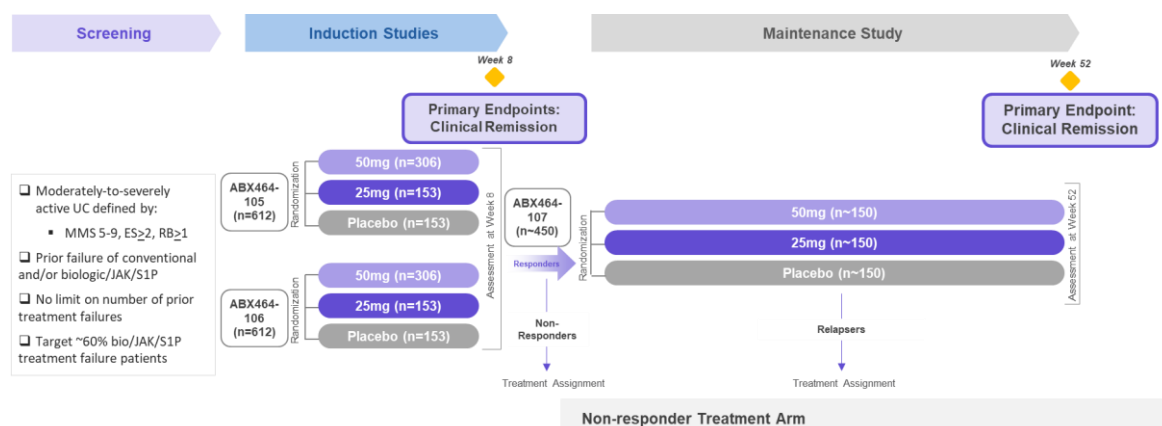 Screening
Induction Studies
Maintenance Study
Week 8
Week 52
Primary Endpoints:
Clinical Remission
Primary Endpoint:
Clinical Remission
❑ Moderately-to-severely
active UC defined by:
▪ MMS 5-9, ES≥2, RB≥1
❑ Prior failure of conventional
and/or biologic/JAK/S1P
❑ No limit on number of prior
treatment failures
❑ Target ~60% bio/JAK/S1P
treatment failure patients
ABX464-
105
(n=612)
Randomization
50mg (n=306)
25mg (n=153)
Placebo (n=153)
ABX464-
106
(n=612)
Randomization
50mg (n=306)
25mg (n=153)
Placebo (n=153)
Assessment at Week 8
ABX464-
107
(n~450)
Responders
Non-
Responders
Treatment Assignment
Randomization
50mg (n~150)
25mg (n~150)
Placebo (n~150)
Assessment at Week 52
Relapsers
Treatment Assignment
Non-responder Treatment Arm